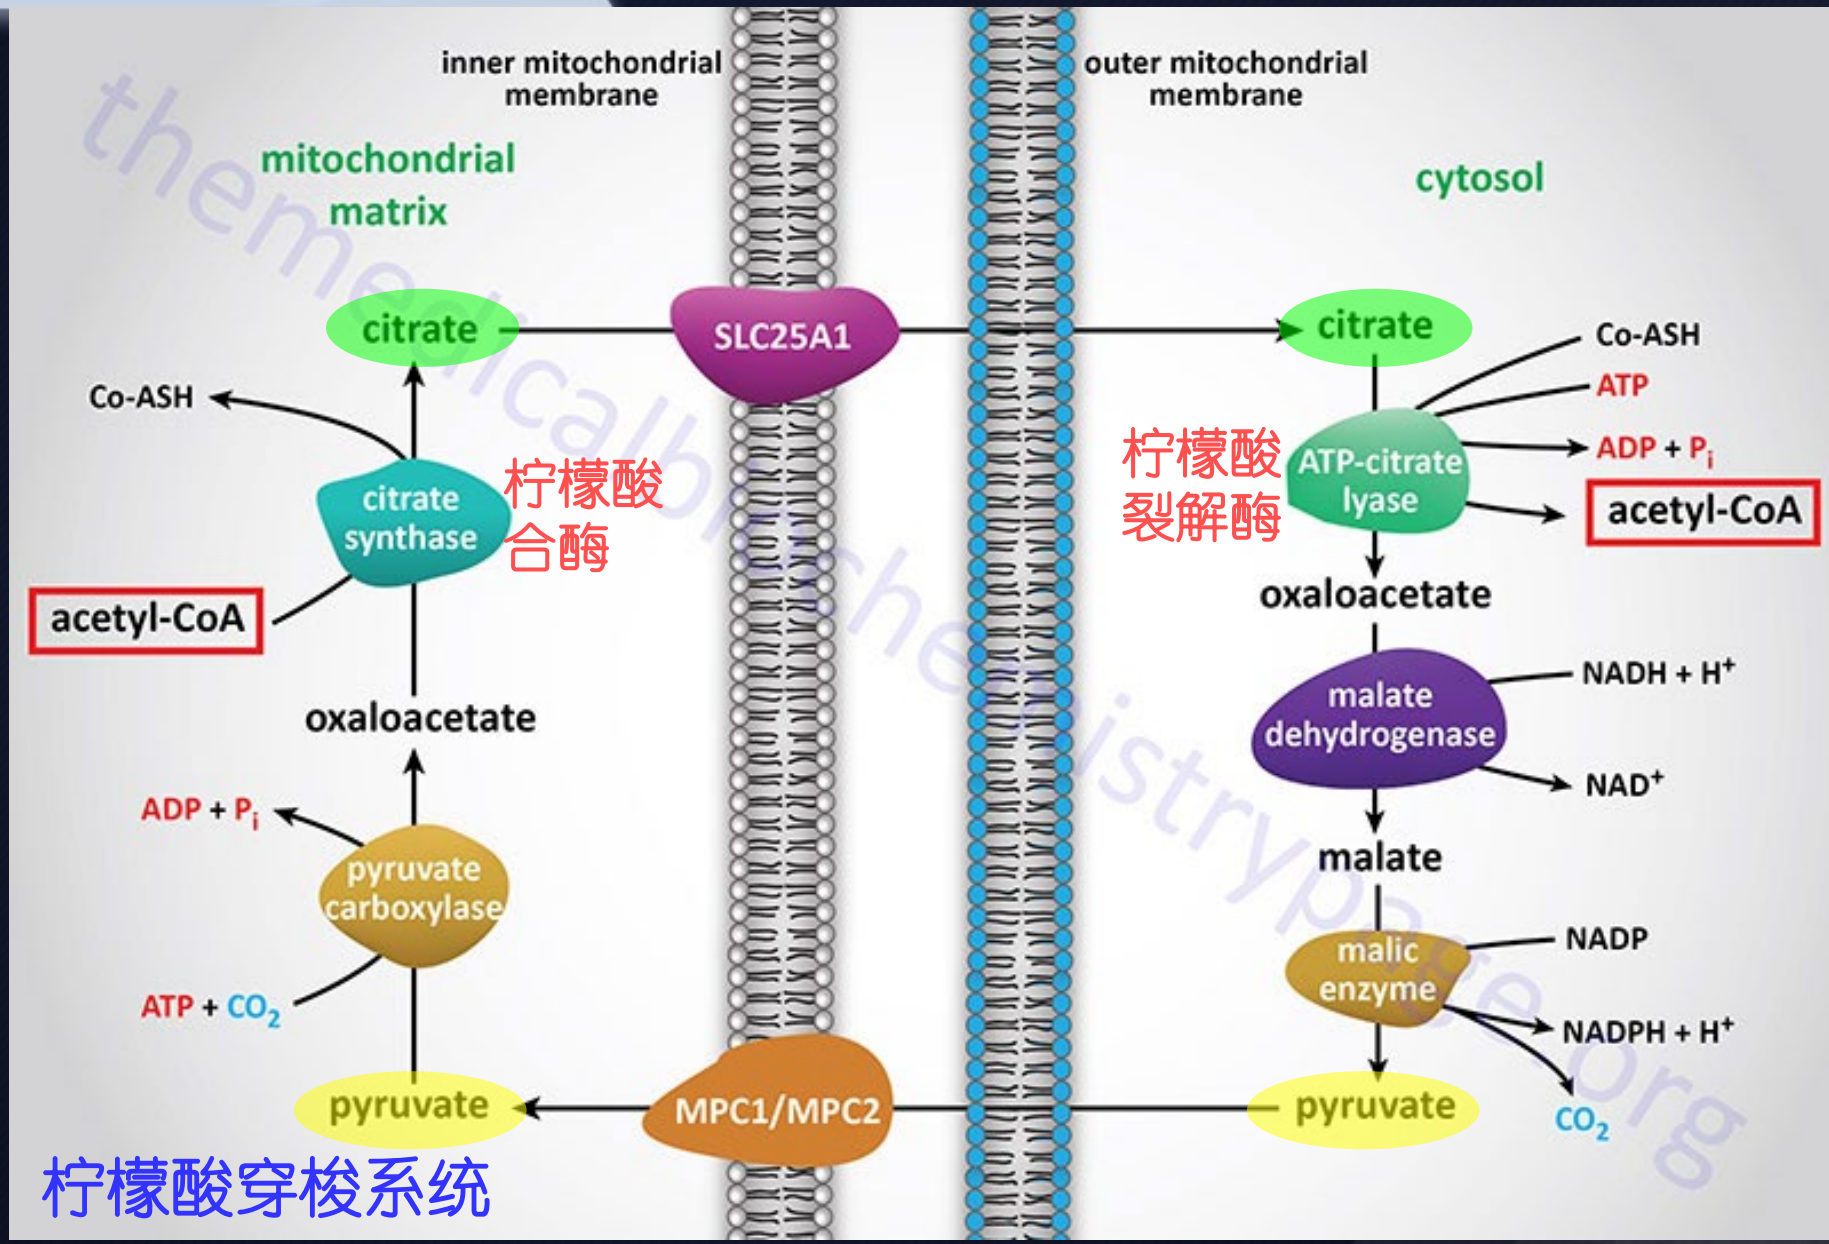 inner mitochondrial
membrane
outer mitochondrial
membrane
mitochondrial
matrix
cytosol
citrate
SLC25A1
citrate
Co-ASH
Co-ASH
ATP
ADP + Pi
acetyl-CoA
柠檬酸
裂解酶
ATP-citrate
lyase
citrate
synthase
柠檬酸
合酶
acetyl-CoA
oxaloacetate
oxaloacetate
malate
dehydrogenase
NADH + H⁺
NAD⁺
ADP + Pi
pyruvate
carboxylase
ATP + CO₂
malate
malic
enzyme
NADP
NADPH + H⁺
CO₂
pyruvate
MPC1/MPC2
pyruvate
柠檬酸穿梭系统
themedicalbiochemistrypage.org